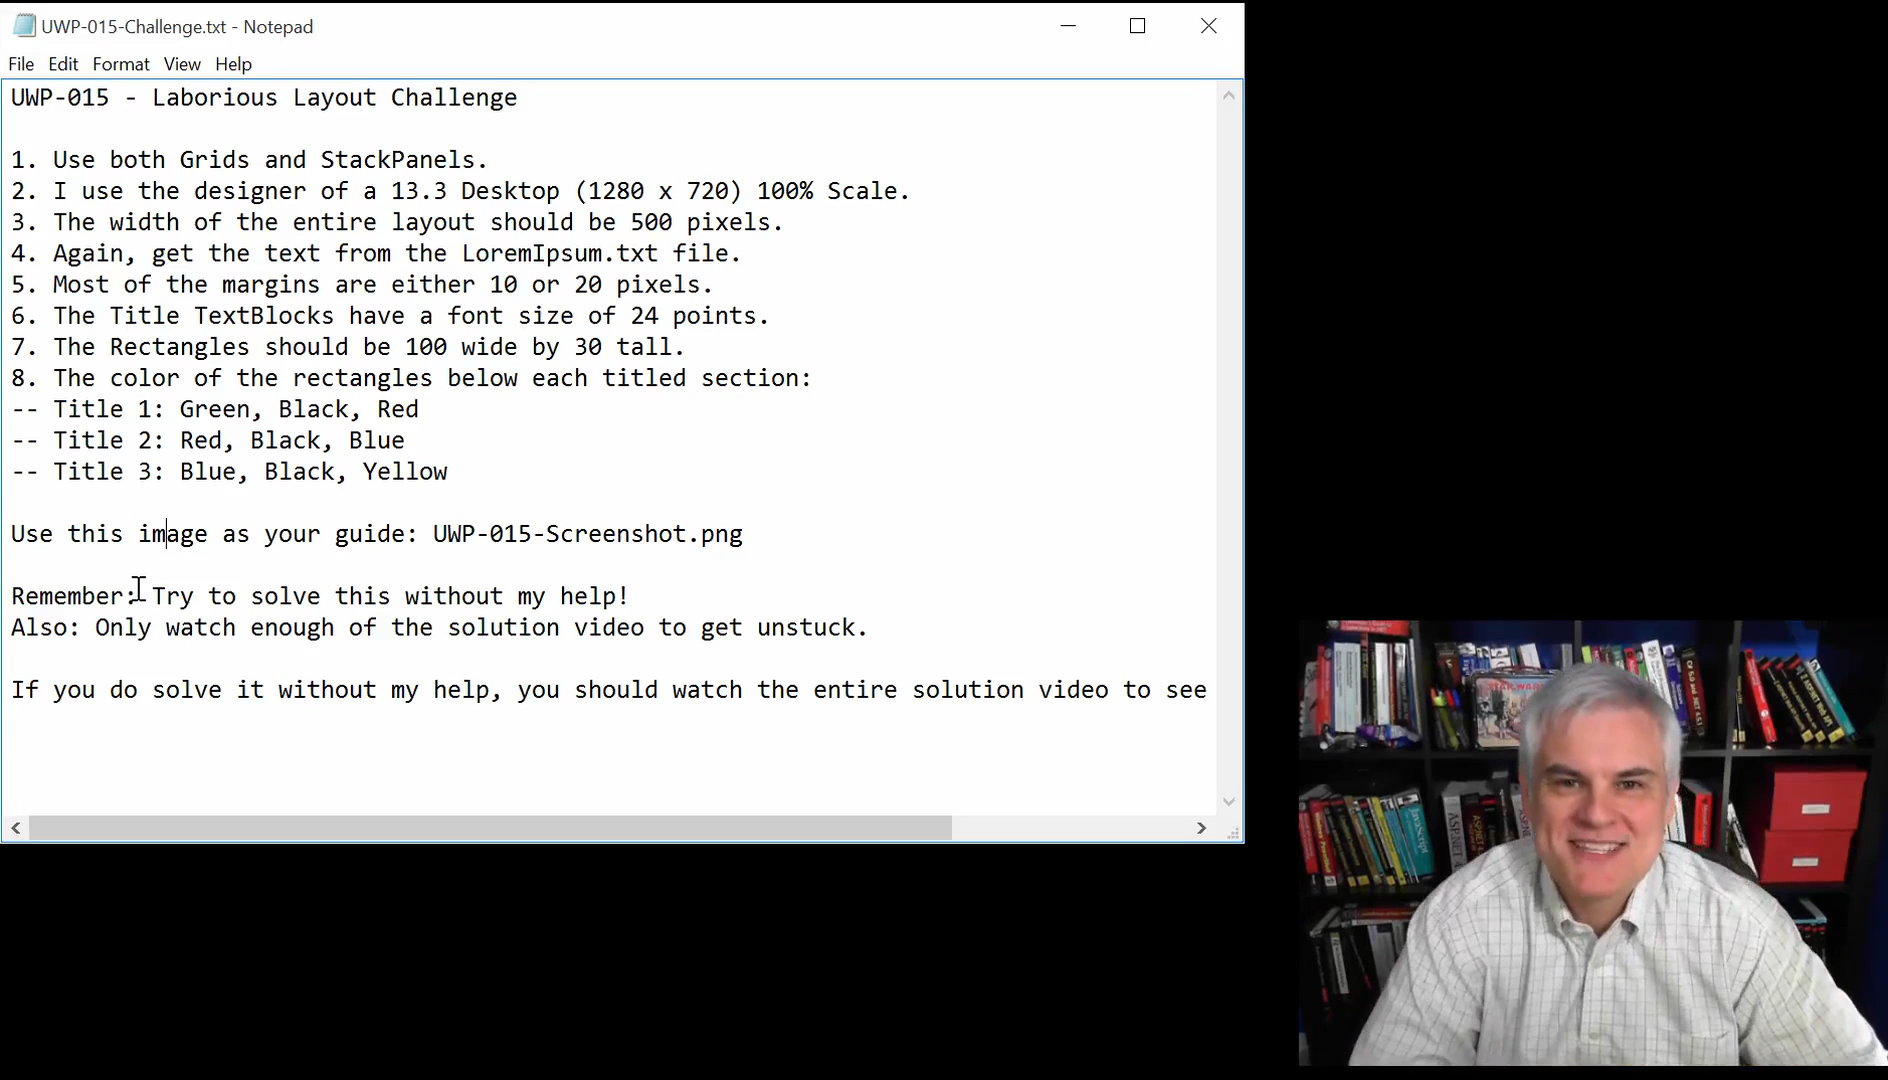 UWP-015-Challenge.txt - Notepad
File Edit Format View Help
UWP-015 - Laborious Layout Challenge
1. Use both Grids and StackPanels.
2. I use the designer of a 13.3 Desktop (1280 x 720) 100% Scale.
3. The width of the entire layout should be 500 pixels.
4. Again, get the text from the LoremIpsum.txt file.
5. Most of the margins are either 10 or 20 pixels.
6. The Title TextBlocks have a font size of 24 points.
7. The Rectangles should be 100 wide by 30 tall.
8. The color of the rectangles below each titled section:
-- Title 1: Green, Black, Red
-- Title 2: Red, Black, Blue
-- Title 3: Blue, Black, Yellow
Use this image as your guide: UWP-015-Screenshot.png
Remember: Try to solve this without my help!
Also: Only watch enough of the solution video to get unstuck.
If you do solve it without my help, you should watch the entire solution video to see
STAR WARS
JavaScript
ASP.NET